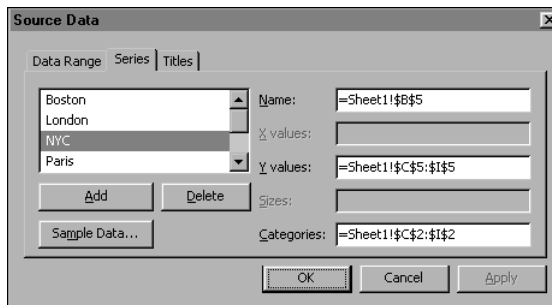 Source Data
Data Range Series Titles
Boston
London
NYC
Paris
Add Delete
Sample Data...
Name: =Sheet1!$B$5
X values:
Y values: =Sheet1!$C$5:$I$5
Sizes:
Categories: =Sheet1!$C$2:$I$2
OK Cancel Apply